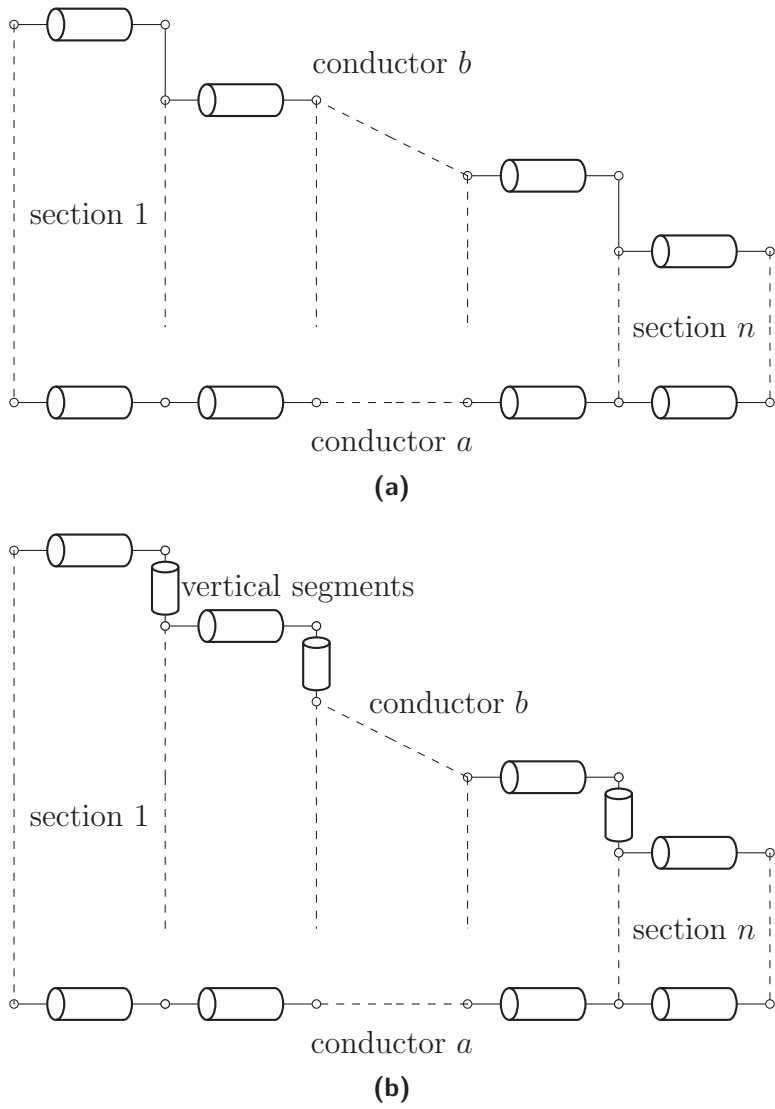 conductor b
section 1
section n
conductor a
(a)
vertical segments
conductor b
section 1
section n
conductor a
(b)